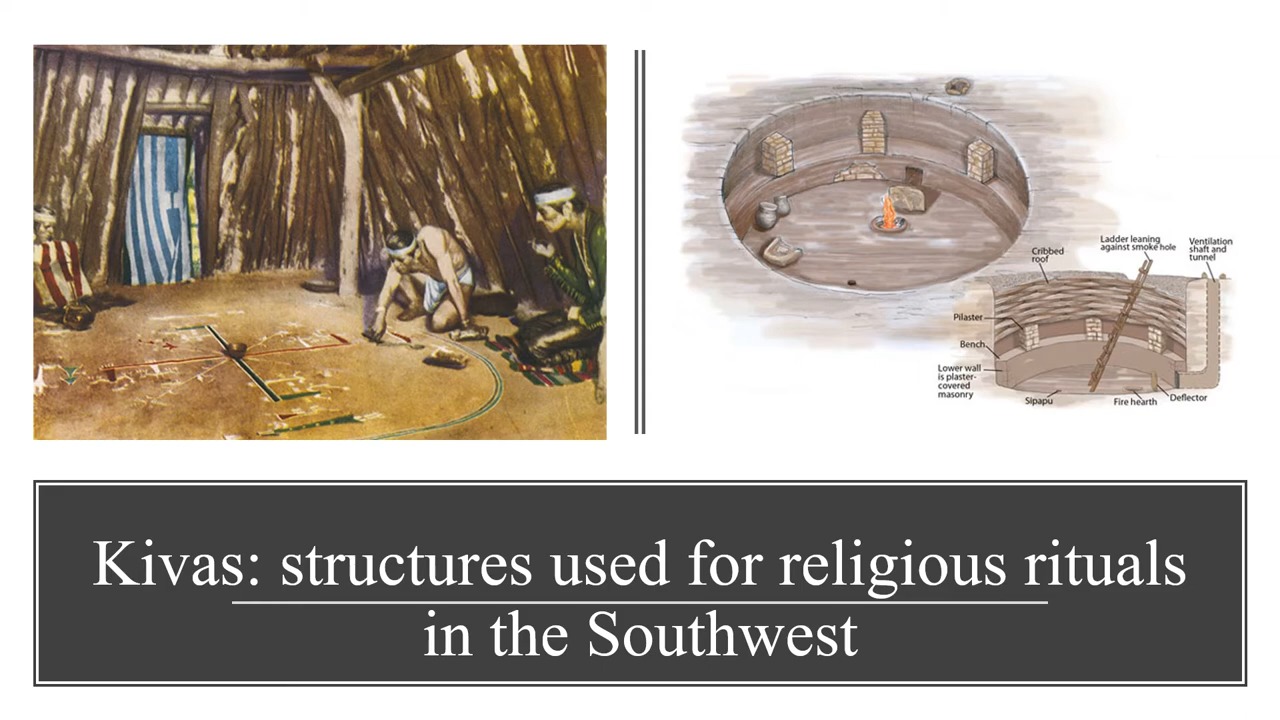 Cribbed
roof
Ladder leaning
against smoke hole
Ventilation
shaft and
tunnel
Pilaster
Bench
Lower wall
is plaster-
covered
masonry
Sipapu
Fire hearth
Deflector
Kivas: structures used for religious rituals
in the Southwest